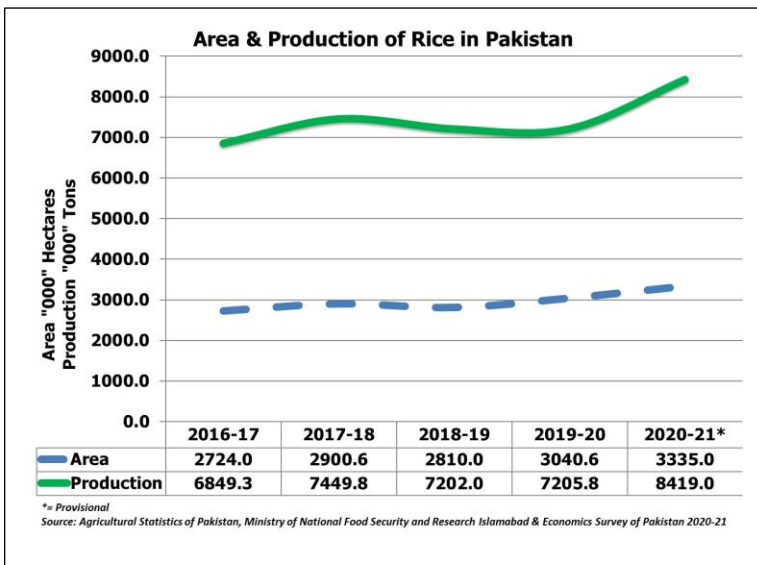 Area & Production of Rice in Pakistan
9000.0
8000.0
7000.0
6000.0
5000.0
4000.0
3000.0
2000.0
1000.0
0.0
Area "000" Hectares
Production "000" Tons
2016-17 2017-18 2018-19 2019-20 2020-21*
Area 2724.0 2900.6 2810.0 3040.6 3335.0
Production 6849.3 7449.8 7202.0 7205.8 8419.0
*= Provisional
Source: Agricultural Statistics of Pakistan, Ministry of National Food Security and Research Islamabad & Economics Survey of Pakistan 2020-21